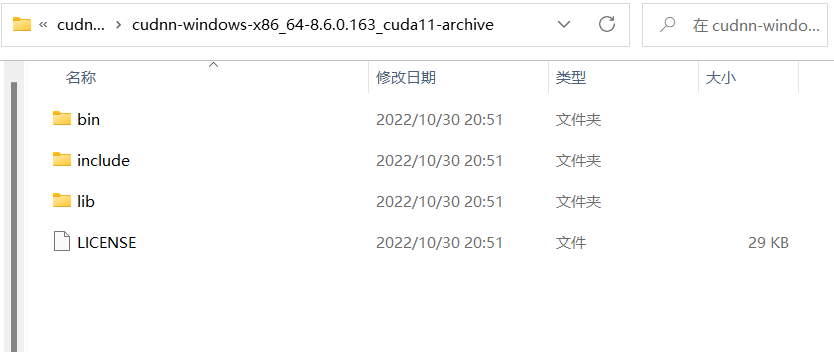 « cudn... › cudnn-windows-x86_64-8.6.0.163_cuda11-archive 在 cudnn-windo...
名称 修改日期 类型 大小
bin 2022/10/30 20:51 文件夹
include 2022/10/30 20:51 文件夹
lib 2022/10/30 20:51 文件夹
LICENSE 2022/10/30 20:51 文件 29 KB